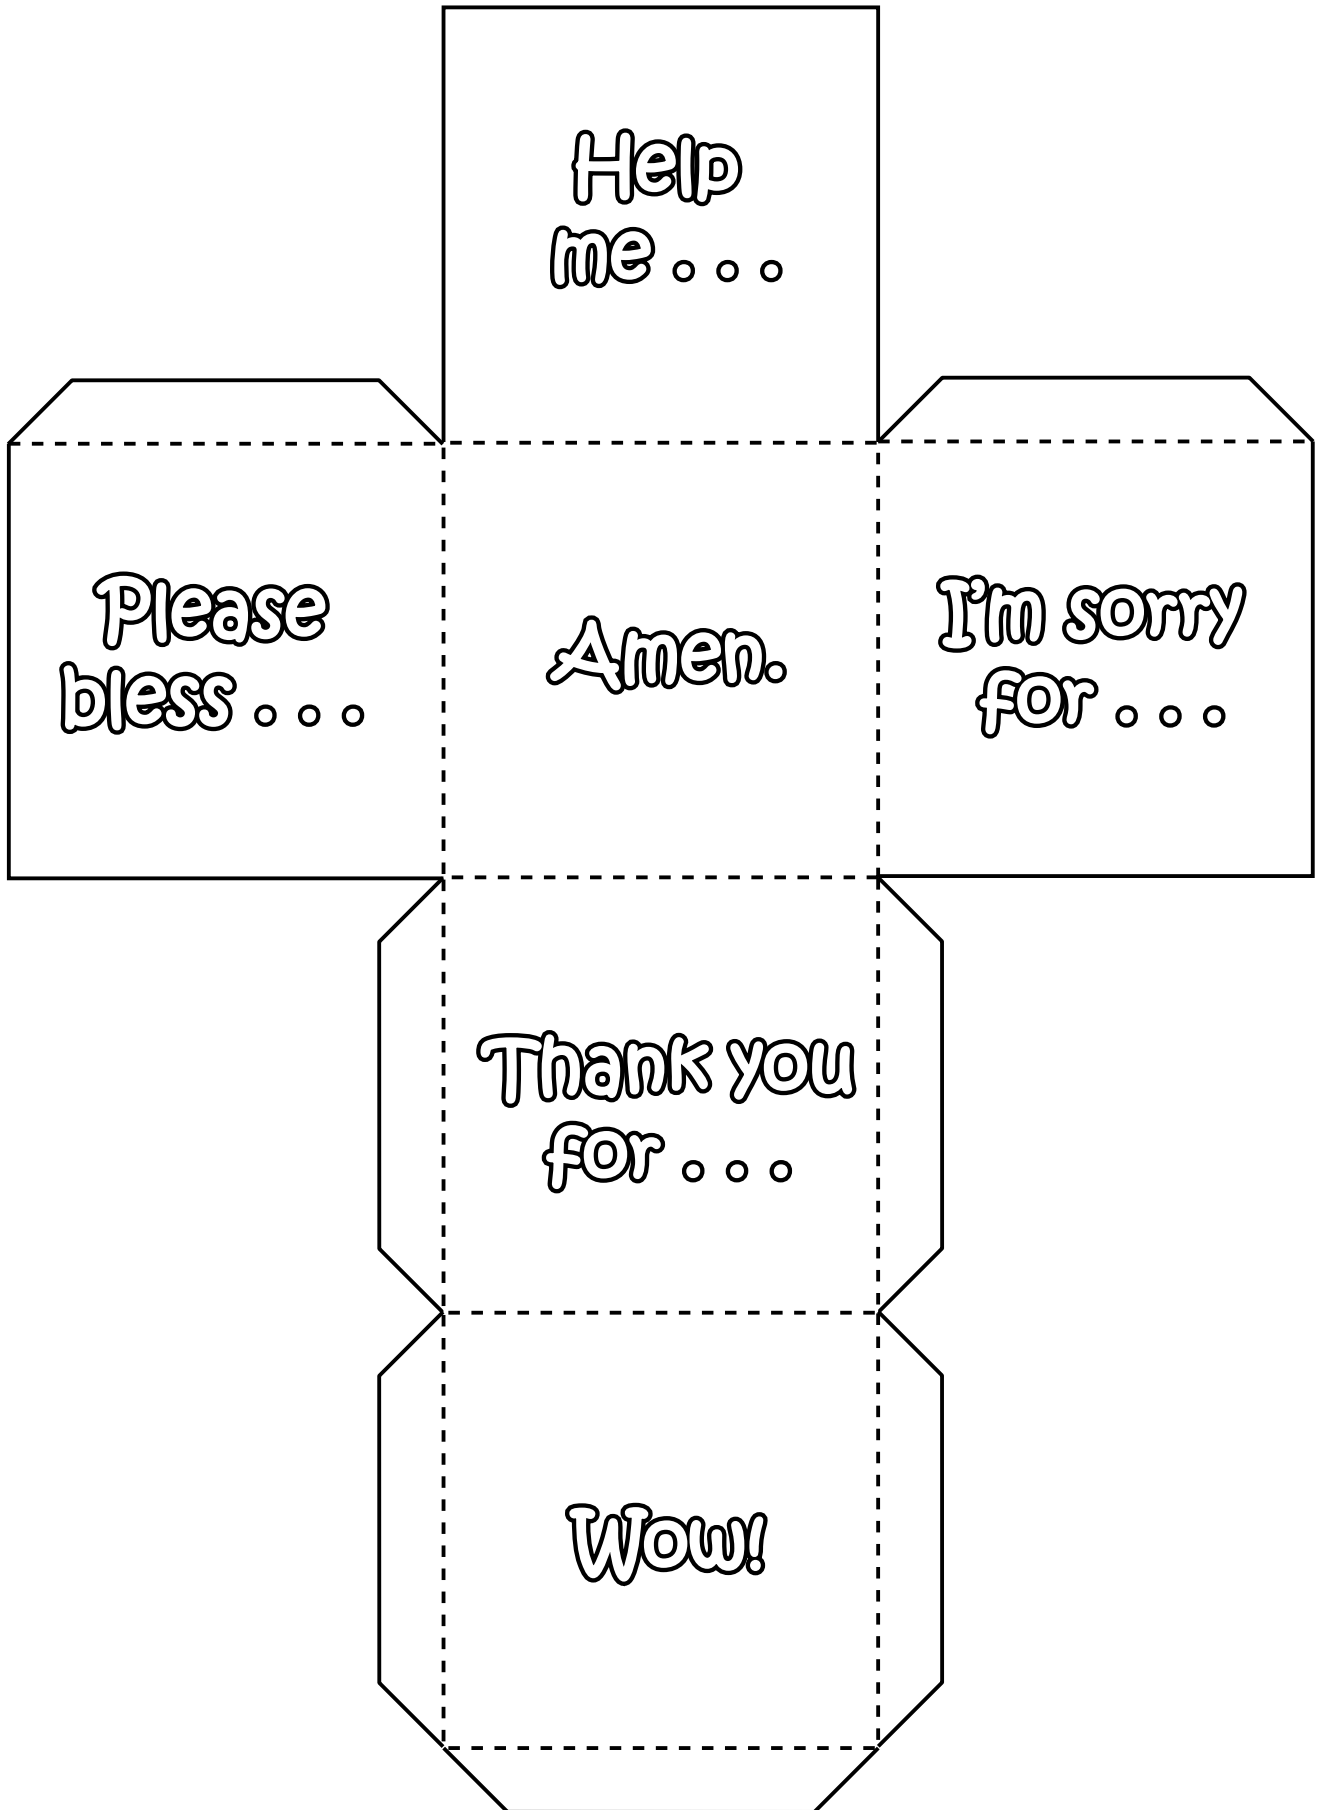 Help
me . . .
Please
bless . . .
Amen.
I'm sorry
for . . .
Thank you
for . . .
Wow!